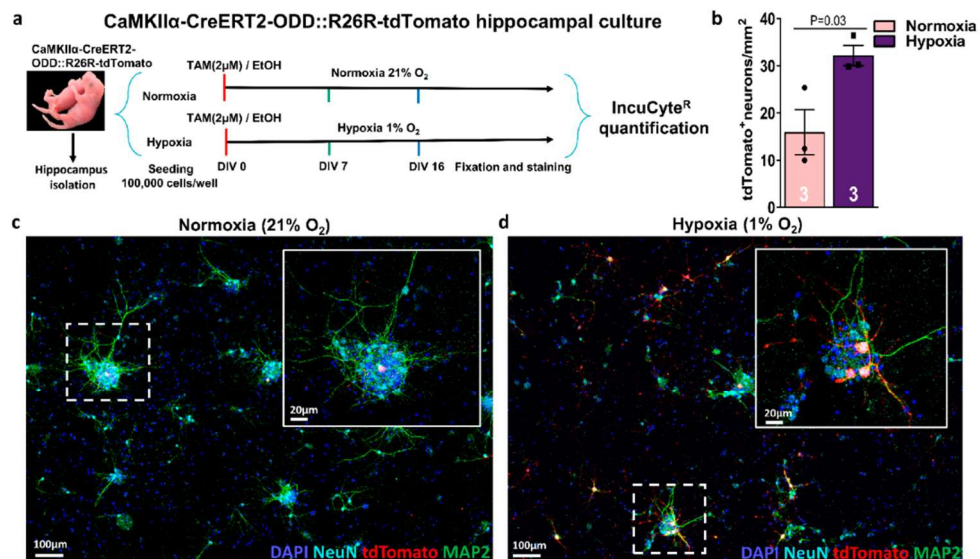 a
CaMKIIα-CreERT2-ODD::R26R-tdTomato hippocampal culture
CaMKIIα-CreERT2-
ODD::R26R-tdTomato
Hippocampus
isolation
TAM(2μM) / EtOH
Normoxia 21% O₂
Normoxia
TAM(2μM) / EtOH
Hypoxia 1% O₂
Hypoxia
Seeding
100,000 cells/well
DIV 0
DIV 7
DIV 16
Fixation and staining
IncuCyteᴿ
quantification
b
P=0.03
Normoxia
Hypoxia
tdTomato⁺neurons/mm²
40
30
20
10
0
3
3
c
Normoxia (21% O₂)
20μm
100μm
DAPI NeuN tdTomato MAP2
d
Hypoxia (1% O₂)
20μm
100μm
DAPI NeuN tdTomato MAP2